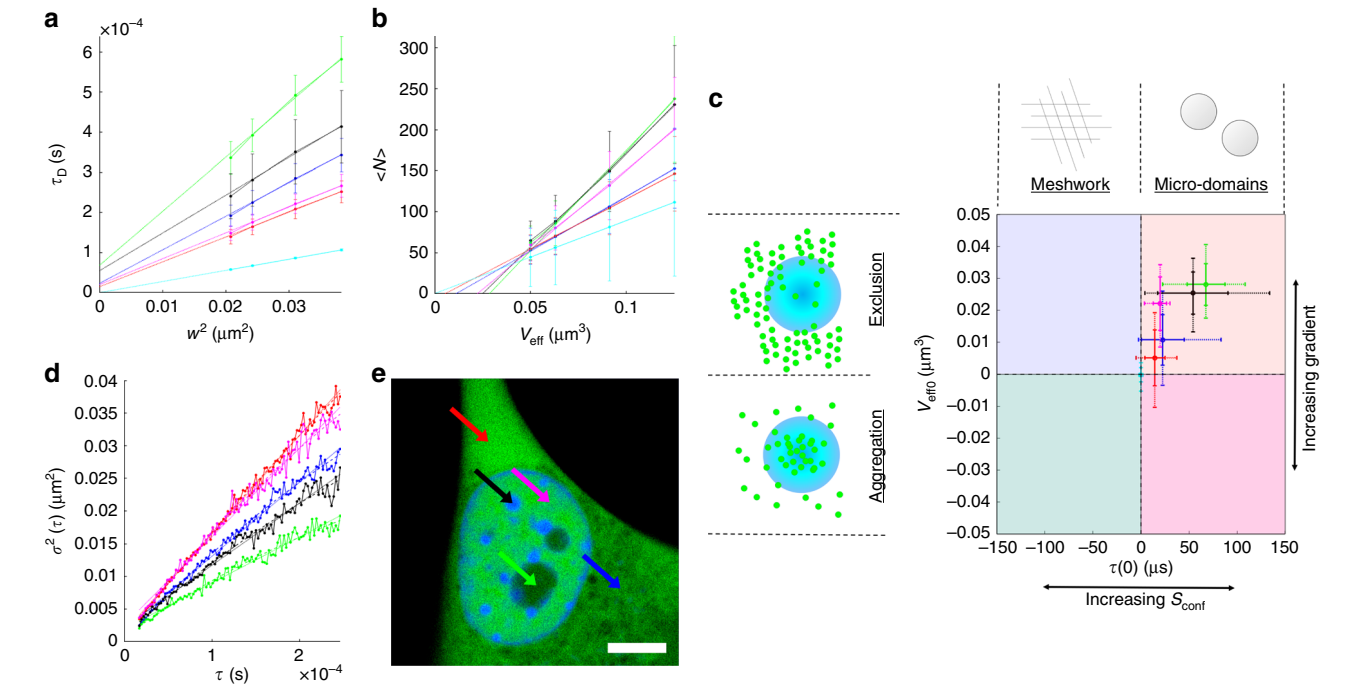 a
×10⁻⁴
6
5
4
3
2
1
0
τD (s)
0.01
0.02
0.03
w² (μm²)
b
300
250
200
150
100
50
0
<N>
0.05
0.1
Veff (μm³)
c
Meshwork
Micro-domains
Exclusion
Aggregation
0.05
0.04
0.03
0.02
0.01
0
−0.01
−0.02
−0.03
−0.04
−0.05
Veff0 (μm³)
−150
−100
−50
0
50
100
150
τ(0) (μs)
Increasing Sconf
Increasing gradient
d
0.04
0.035
0.03
0.025
0.02
0.015
0.01
0.005
0
σ² (τ) (μm²)
0
1
2
τ (s)
×10⁻⁴
e